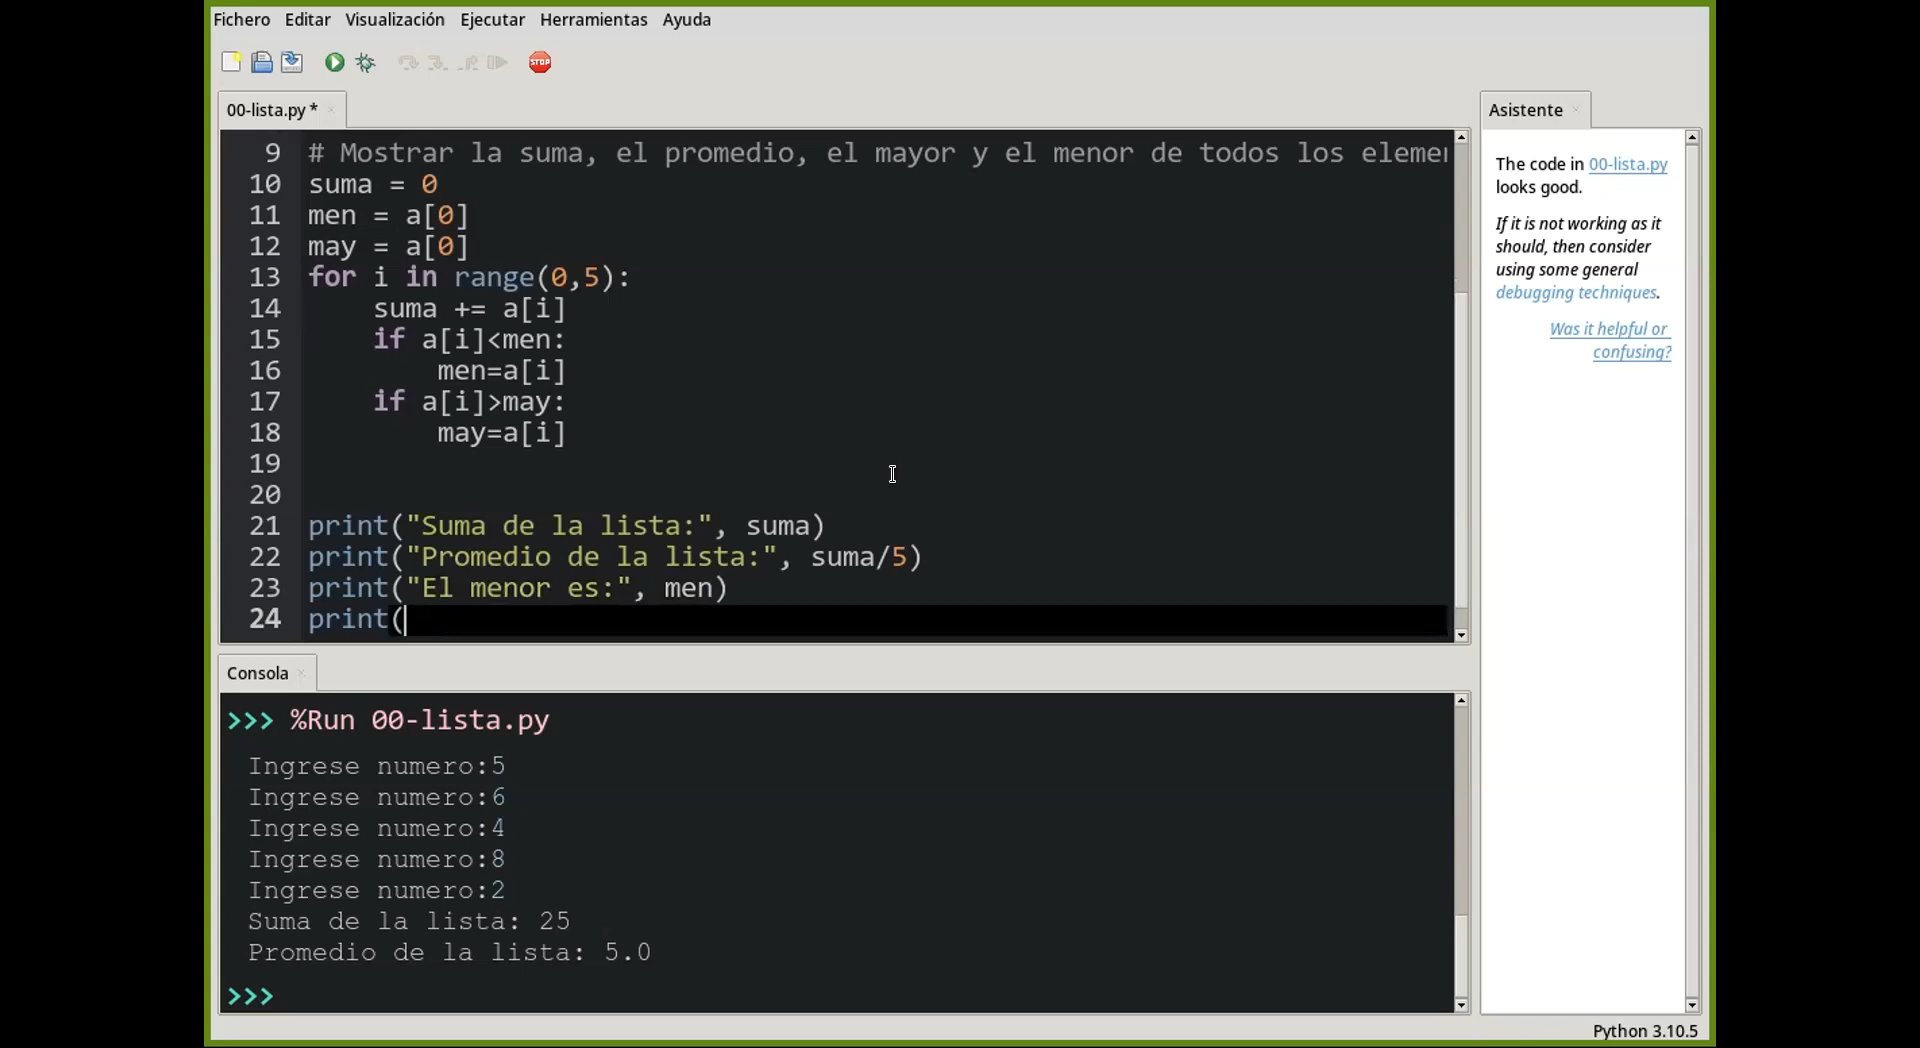 Fichero Editar Visualización Ejecutar Herramientas Ayuda
STOP
00-lista.py *
9 # Mostrar la suma, el promedio, el mayor y el menor de todos los
10 suma = 0
11 men = a[0]
12 may = a[0]
13 for i in range(0,5):
14 suma += a[i]
15 if a[i]<men:
16 men=a[i]
17 if a[i]>may:
18 may=a[i]
19
20
21 print("Suma de la lista:", suma)
22 print("Promedio de la lista:", suma/5)
23 print("El menor es:", men)
24 print(
Consola
>>> %Run 00-lista.py
Ingrese numero:5
Ingrese numero:6
Ingrese numero:4
Ingrese numero:8
Ingrese numero:2
Suma de la lista: 25
Promedio de la lista: 5.0
>>>
Asistente
The code in 00-lista.py
looks good.
If it is not working as it
should, then consider
using some general
debugging techniques.
Was it helpful or
confusing?
Python 3.10.5